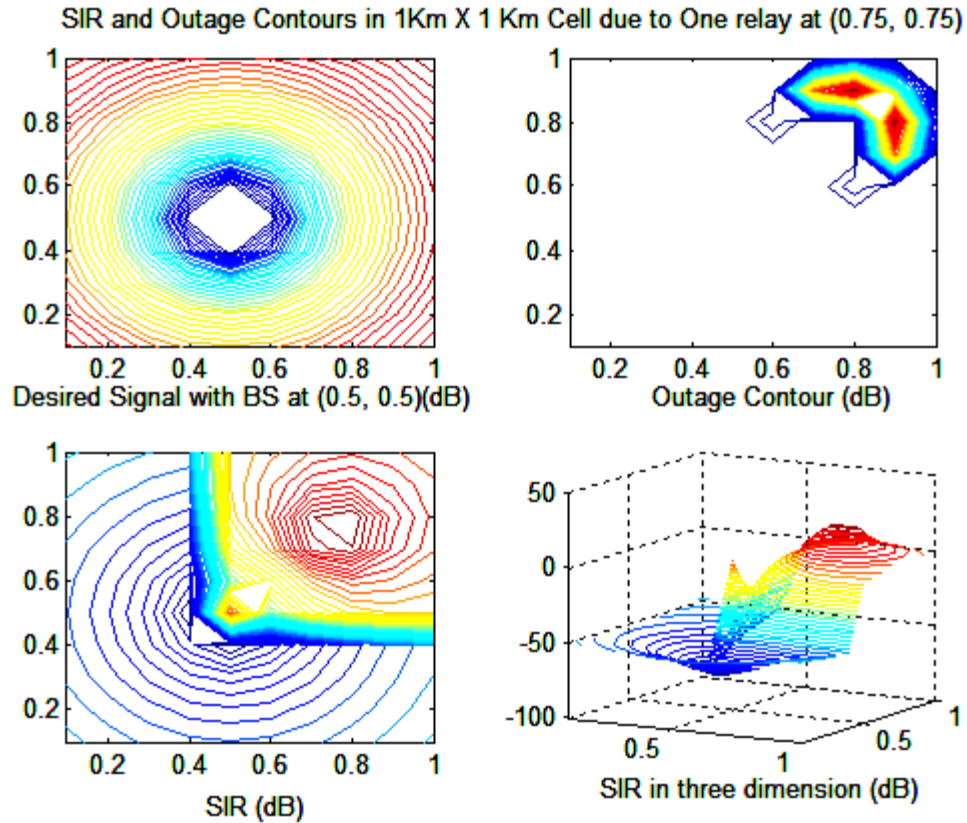 SIR and Outage Contours in 1Km X 1 Km Cell due to One relay at (0.75, 0.75)
1
0.8
0.6
0.4
0.2
0.2 0.4 0.6 0.8 1
Desired Signal with BS at (0.5, 0.5)(dB)
1
0.8
0.6
0.4
0.2
0.2 0.4 0.6 0.8 1
Outage Contour (dB)
1
0.8
0.6
0.4
0.2
0.2 0.4 0.6 0.8 1
SIR (dB)
50
0
-50
-100
0.5
1
0.5
1
SIR in three dimension (dB)